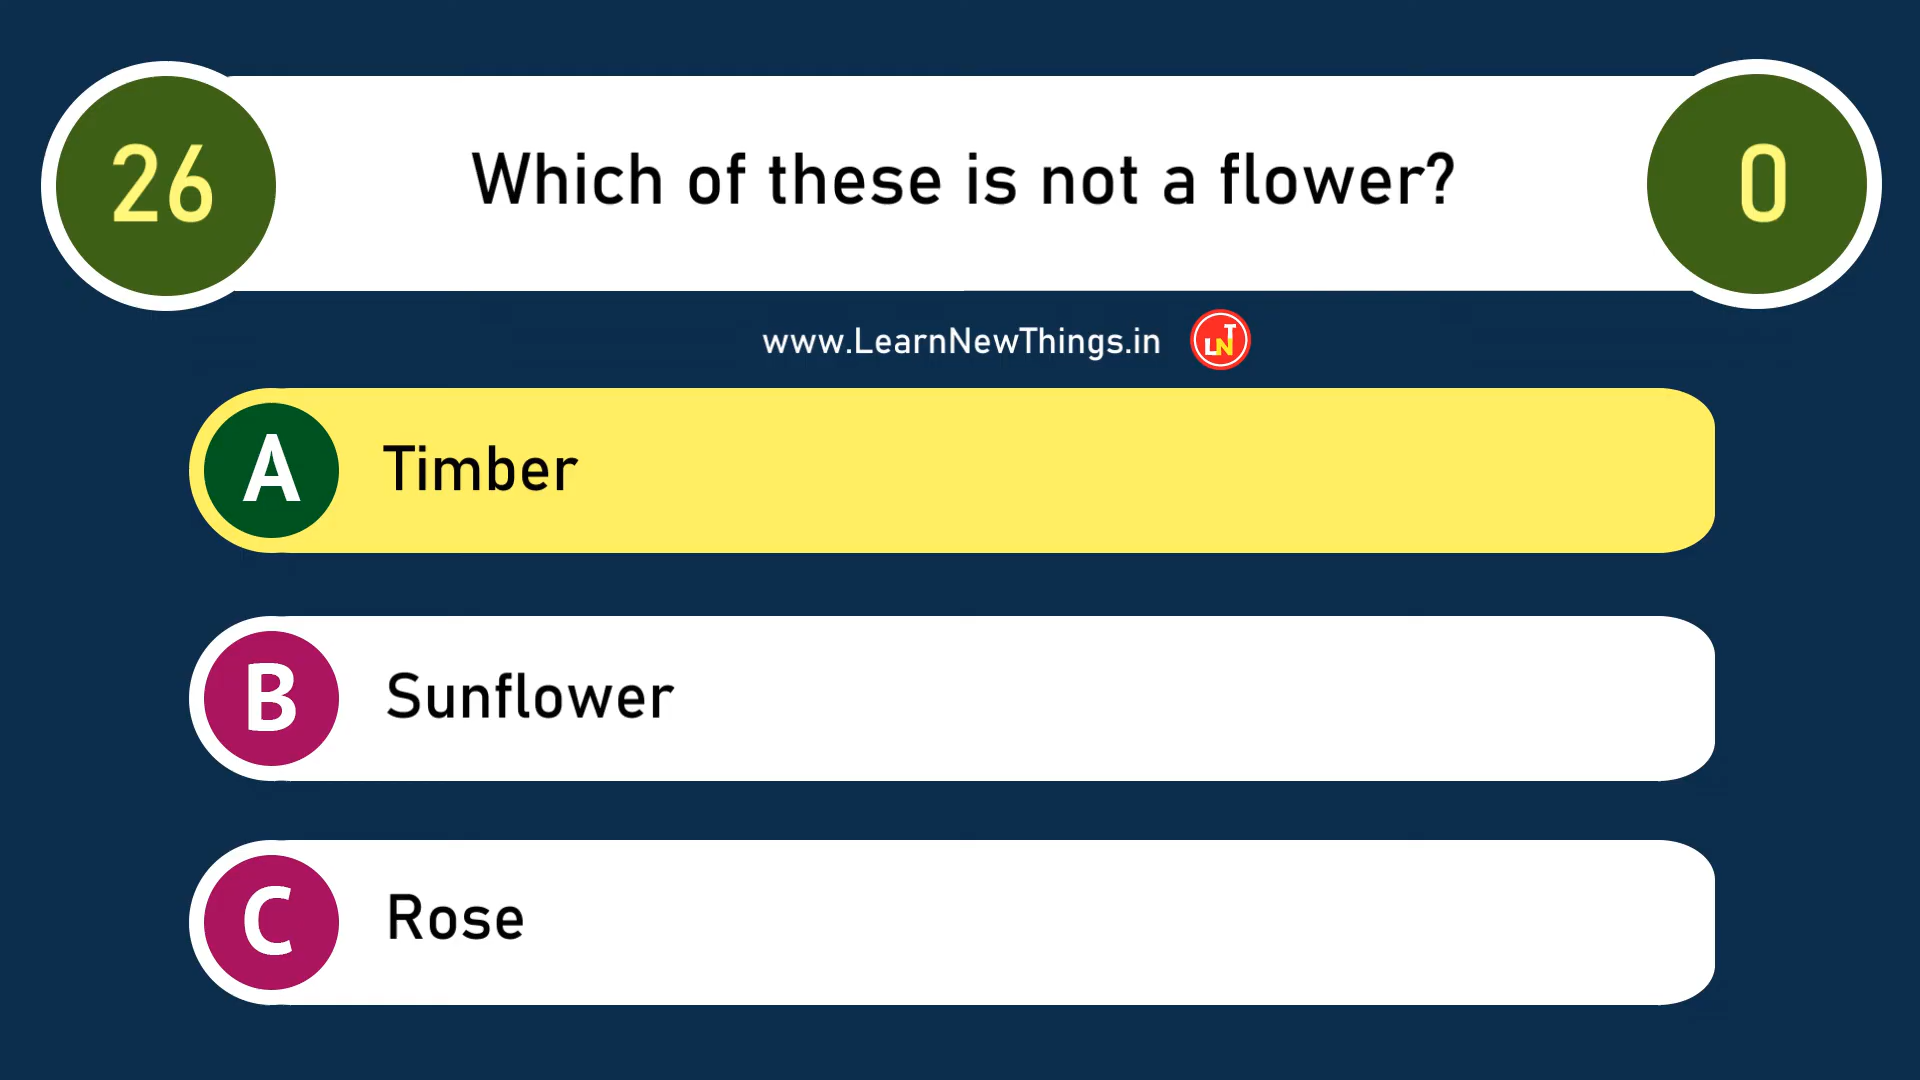 26
Which of these is not a flower?
0
www.LearnNewThings.in
LNT
A
Timber
B
Sunflower
C
Rose